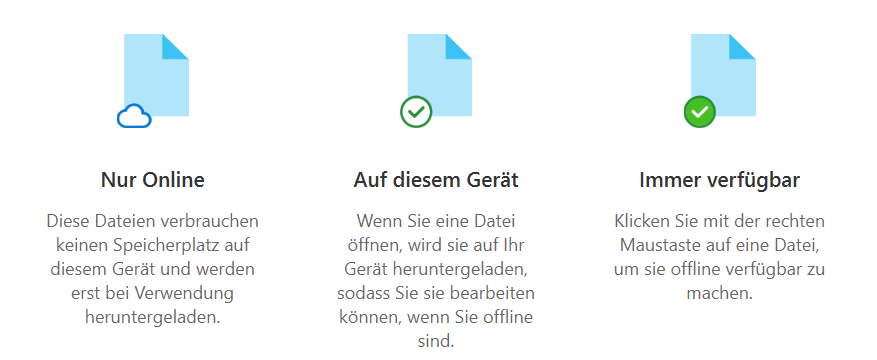 Nur Online
Diese Dateien verbrauchen
keinen Speicherplatz auf
diesem Gerät und werden
erst bei Verwendung
heruntergeladen.
Auf diesem Gerät
Wenn Sie eine Datei
öffnen, wird sie auf Ihr
Gerät heruntergeladen,
sodass Sie sie bearbeiten
können, wenn Sie offline
sind.
Immer verfügbar
Klicken Sie mit der rechten
Maustaste auf eine Datei,
um sie offline verfügbar zu
machen.